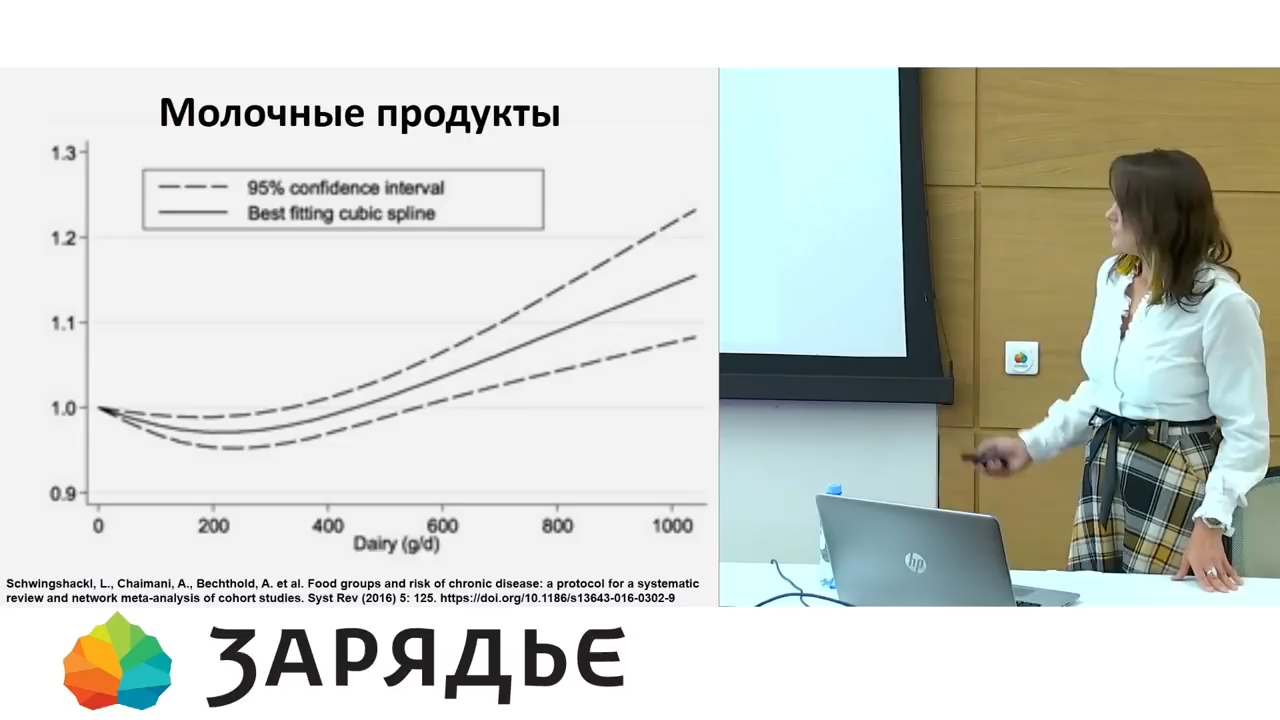 Молочные продукты
1.3
1.2
1.1
1.0
0.9
95% confidence interval
Best fitting cubic spline
0 200 400 600 800 1000
Dairy (g/d)
Schwingshackl, L., Chaimani, A., Bechthold, A. et al. Food groups and risk of chronic disease: a protocol for a systematic
review and network meta-analysis of cohort studies. Syst Rev (2016) 5: 125. https://doi.org/10.1186/s13643-016-0302-9
hp
ЗАРЯДЬЕ